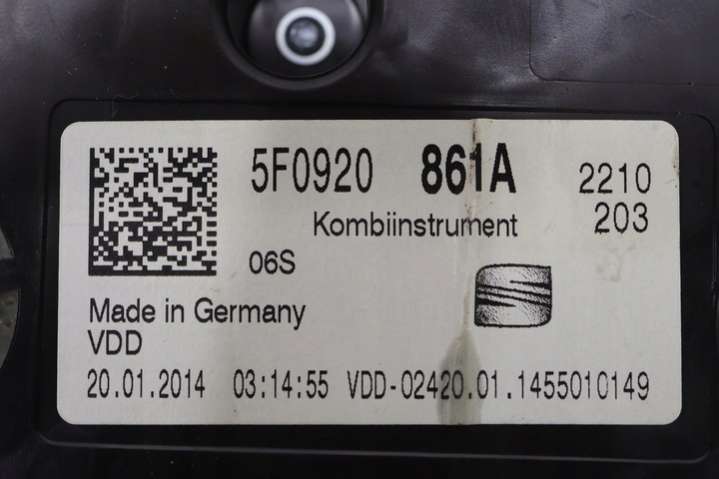 5F0920 861A 2210
Kombiinstrument 203
06S
Made in Germany
VDD
20.01.2014 03:14:55 VDD-02420.01.1455010149